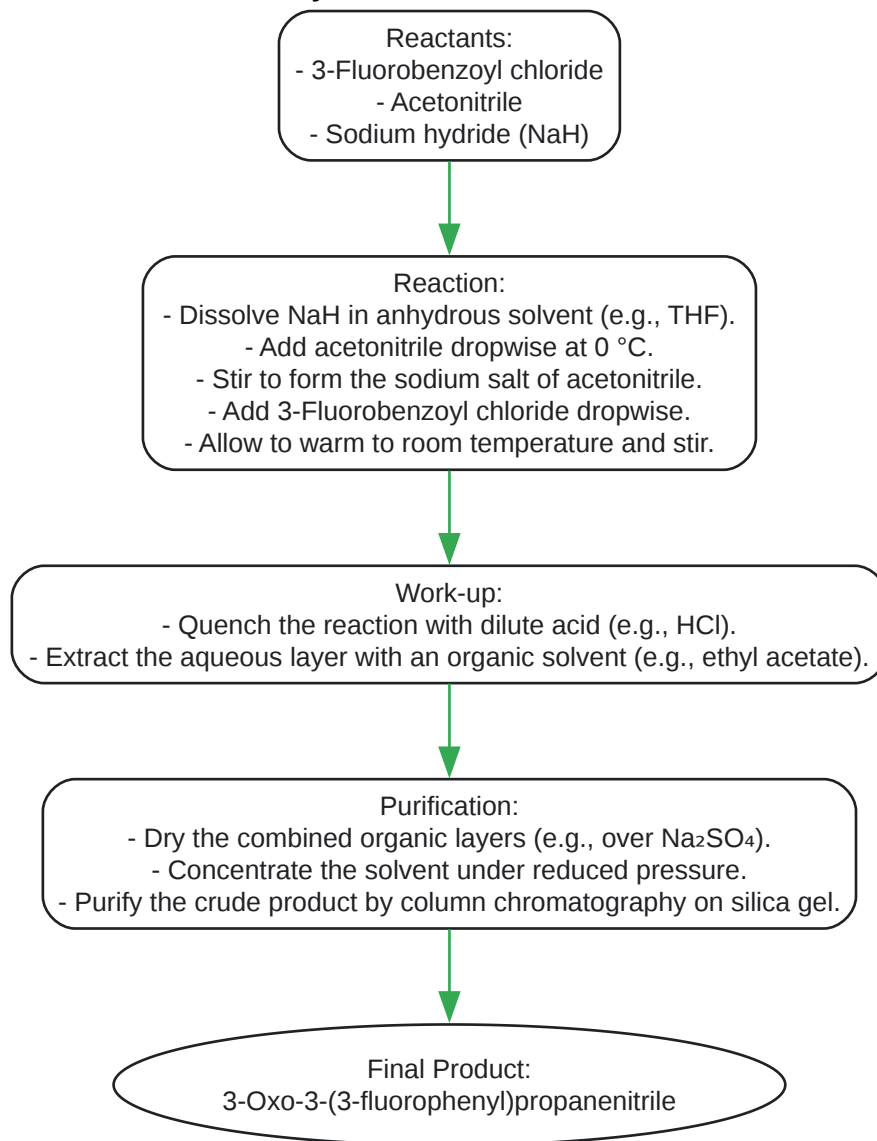 Reactants:
- 3-Fluorobenzoyl chloride
- Acetonitrile
- Sodium hydride (NaH)
Reaction:
- Dissolve NaH in anhydrous solvent (e.g., THF).
- Add acetonitrile dropwise at 0 °C.
- Stir to form the sodium salt of acetonitrile.
- Add 3-Fluorobenzoyl chloride dropwise.
- Allow to warm to room temperature and stir.
Work-up:
- Quench the reaction with dilute acid (e.g., HCl).
- Extract the aqueous layer with an organic solvent (e.g., ethyl acetate).
Purification:
- Dry the combined organic layers (e.g., over Na₂SO₄).
- Concentrate the solvent under reduced pressure.
- Purify the crude product by column chromatography on silica gel.
Final Product:
3-Oxo-3-(3-fluorophenyl)propanenitrile